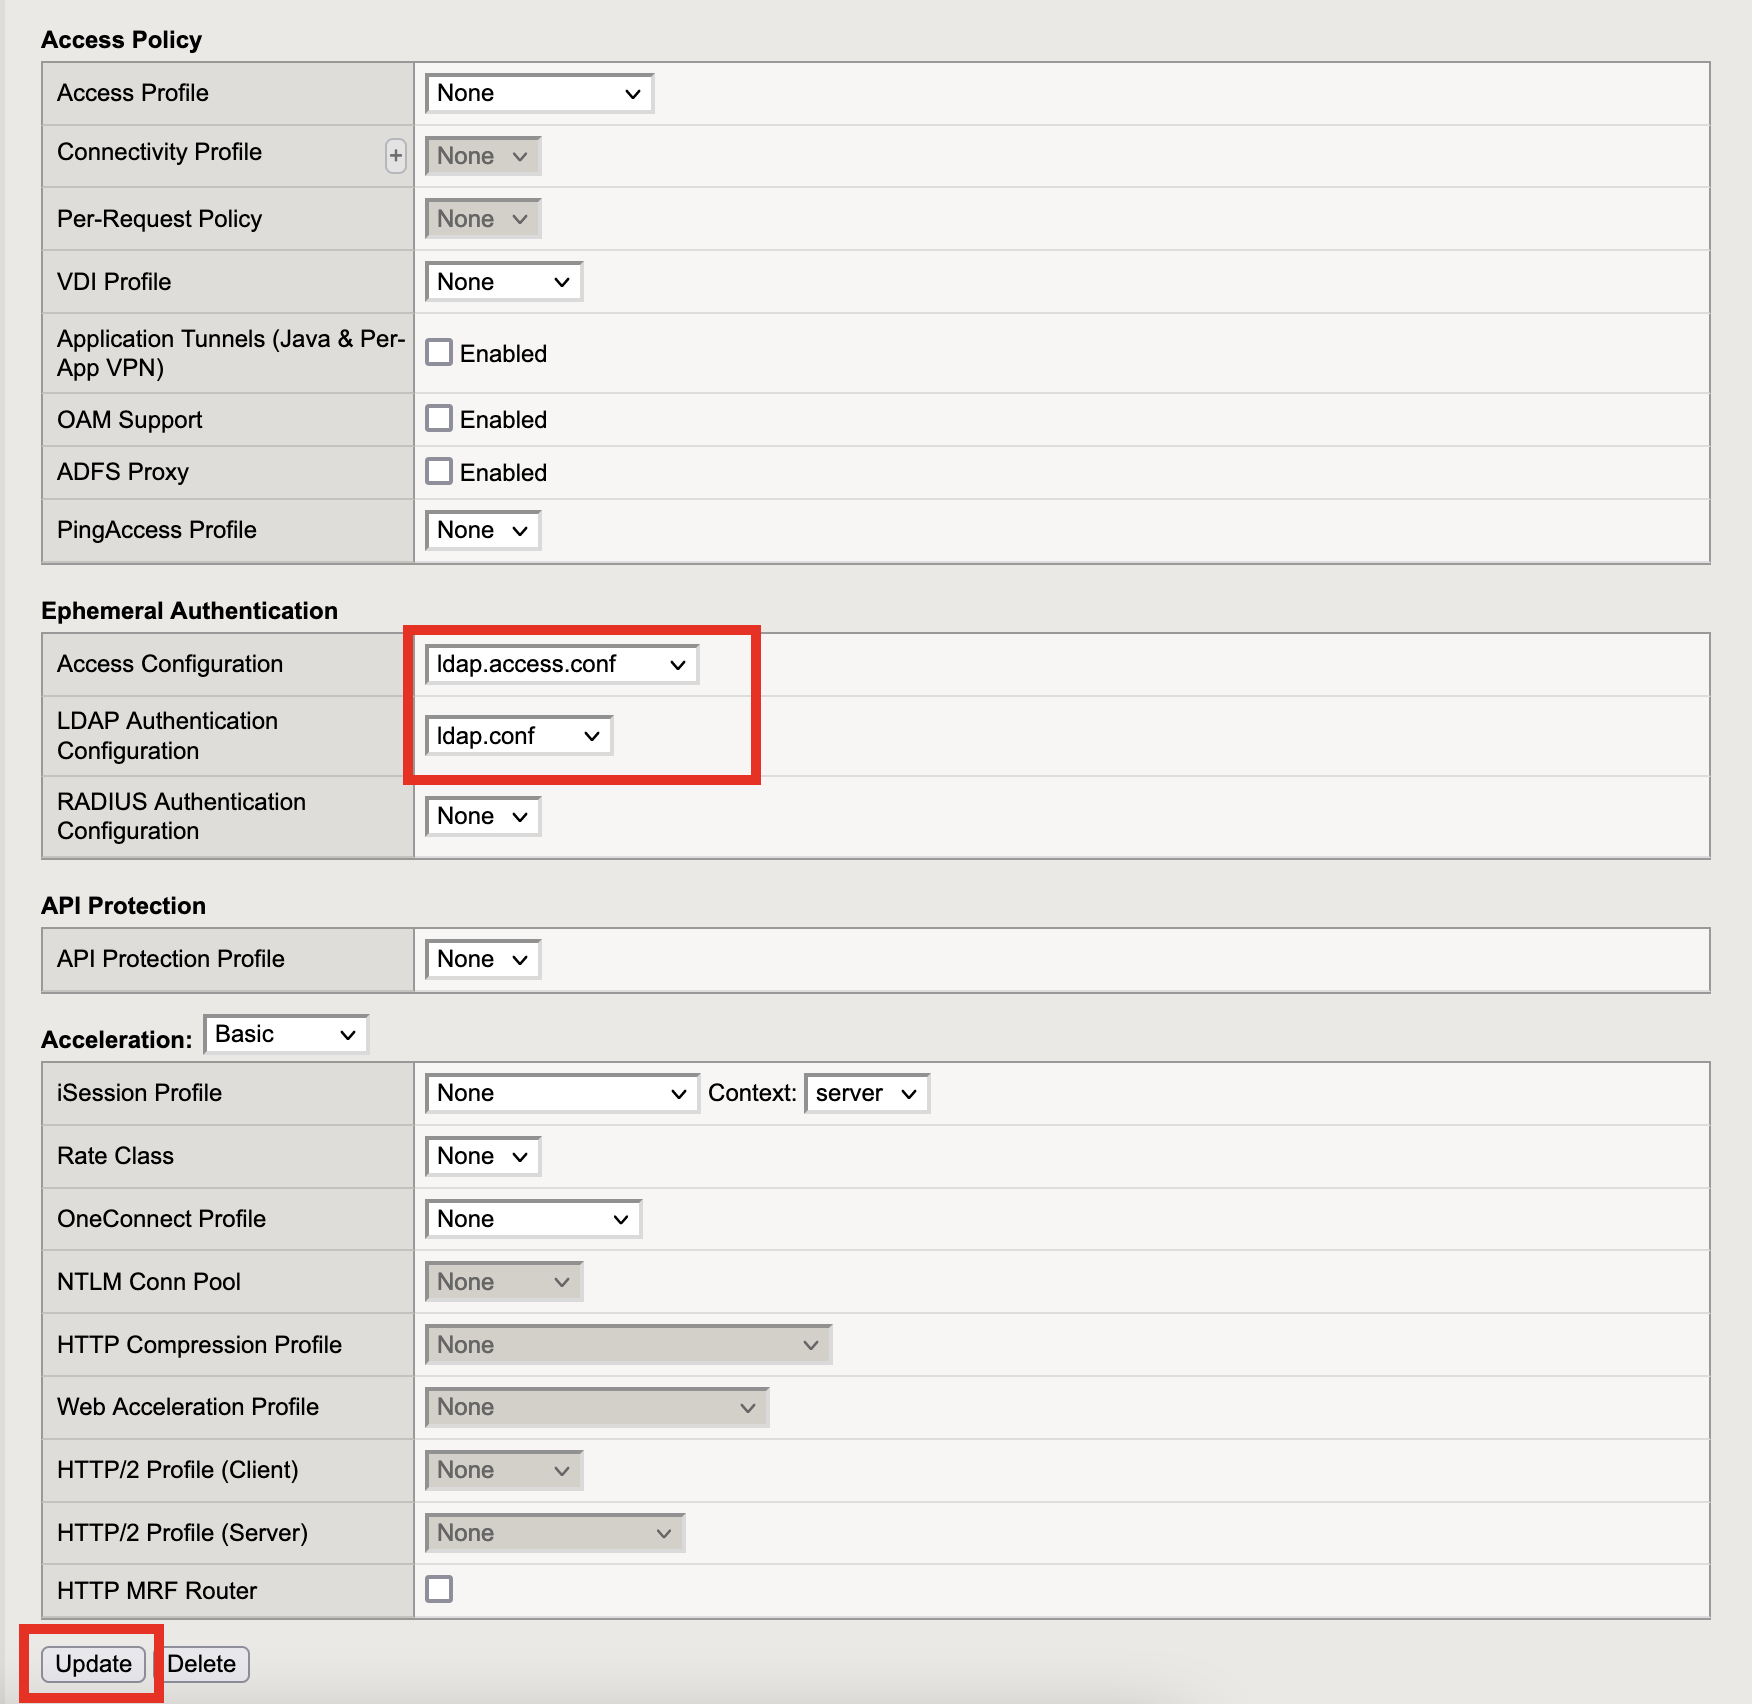 Access Policy
Access Profile None
Connectivity Profile + None
Per-Request Policy None
VDI Profile None
Application Tunnels (Java & Per-
App VPN) Enabled
OAM Support Enabled
ADFS Proxy Enabled
PingAccess Profile None
Ephemeral Authentication
Access Configuration ldap.access.conf
LDAP Authentication
Configuration ldap.conf
RADIUS Authentication
Configuration None
API Protection
API Protection Profile None
Acceleration: Basic
iSession Profile None Context: server
Rate Class None
OneConnect Profile None
NTLM Conn Pool None
HTTP Compression Profile None
Web Acceleration Profile None
HTTP/2 Profile (Client) None
HTTP/2 Profile (Server) None
HTTP MRF Router
Update Delete